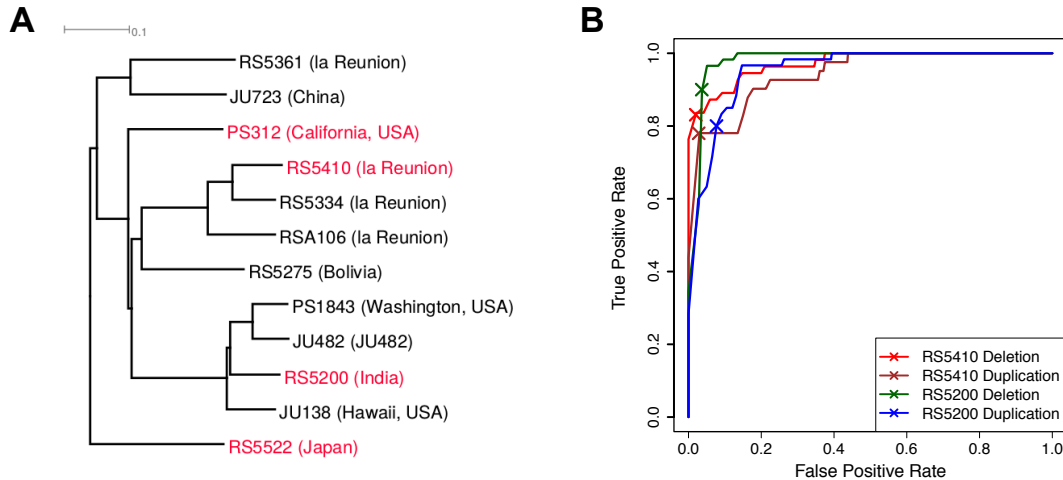 A
0.1
RS5361 (la Reunion)
JU723 (China)
PS312 (California, USA)
RS5410 (la Reunion)
RS5334 (la Reunion)
RSA106 (la Reunion)
RS5275 (Bolivia)
PS1843 (Washington, USA)
JU482 (JU482)
RS5200 (India)
JU138 (Hawaii, USA)
RS5522 (Japan)
B
True Positive Rate
1.0
0.8
0.6
0.4
0.2
0.0
RS5410 Deletion
RS5410 Duplication
RS5200 Deletion
RS5200 Duplication
0.0 0.2 0.4 0.6 0.8 1.0
False Positive Rate